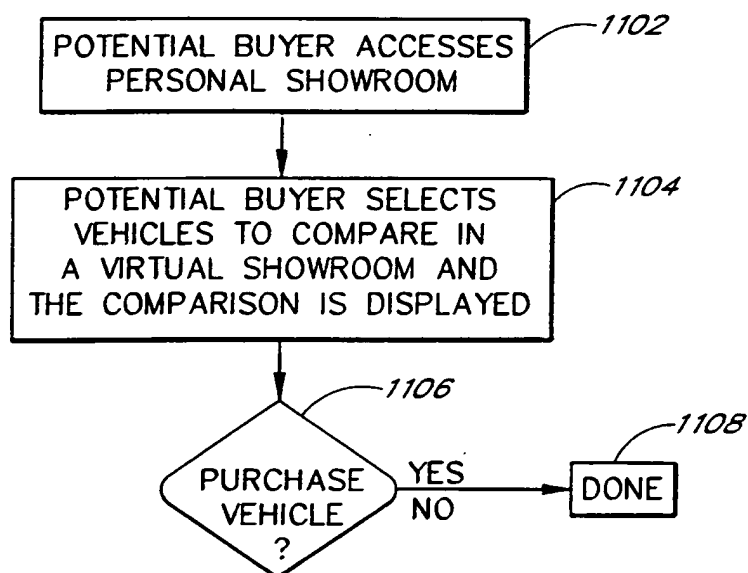 1102
POTENTIAL BUYER ACCESSES
PERSONAL SHOWROOM
1104
POTENTIAL BUYER SELECTS
VEHICLES TO COMPARE IN
A VIRTUAL SHOWROOM AND
THE COMPARISON IS DISPLAYED
1106
PURCHASE
VEHICLE
?
YES
NO
1108
DONE